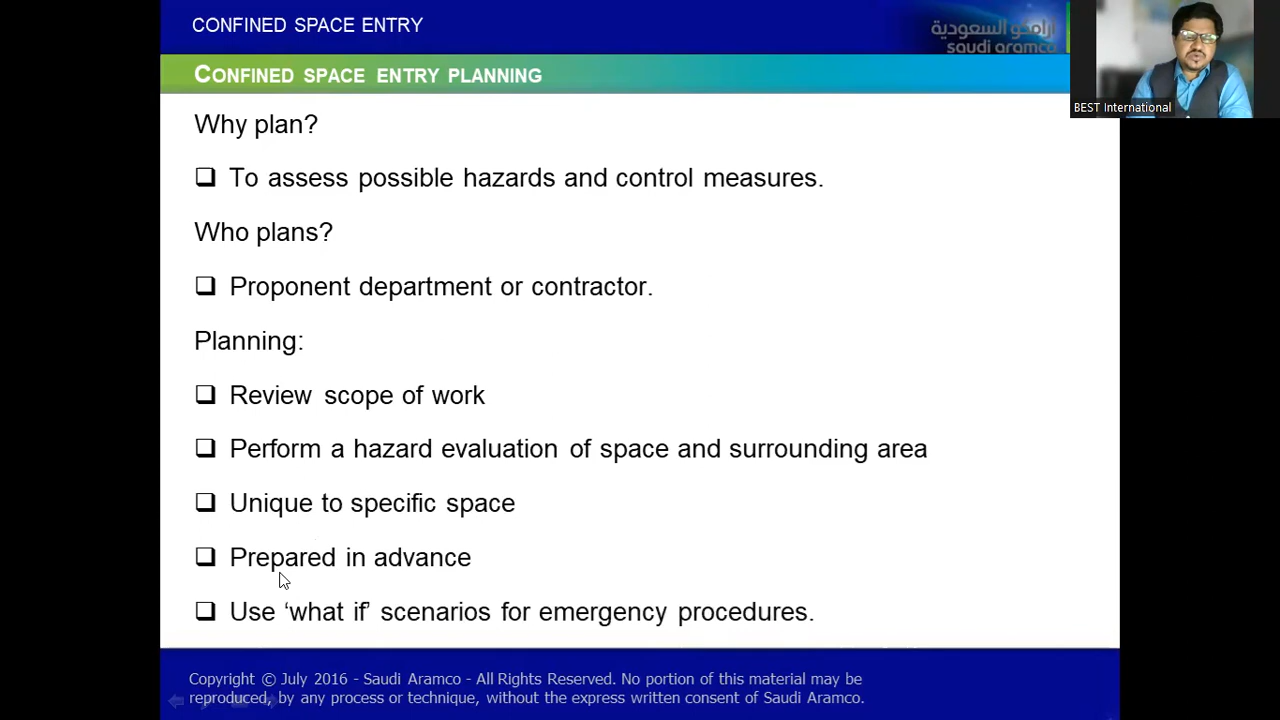 CONFINED SPACE ENTRY
أرامكو السعودية
saudi aramco
BEST International
CONFINED SPACE ENTRY PLANNING
Why plan?
To assess possible hazards and control measures.
Who plans?
Proponent department or contractor.
Planning:
Review scope of work
Perform a hazard evaluation of space and surrounding area
Unique to specific space
Prepared in advance
Use ‘what if’ scenarios for emergency procedures.
Copyright © July 2016 - Saudi Aramco - All Rights Reserved. No portion of this material may be
reproduced, by any process or technique, without the express written consent of Saudi Aramco.